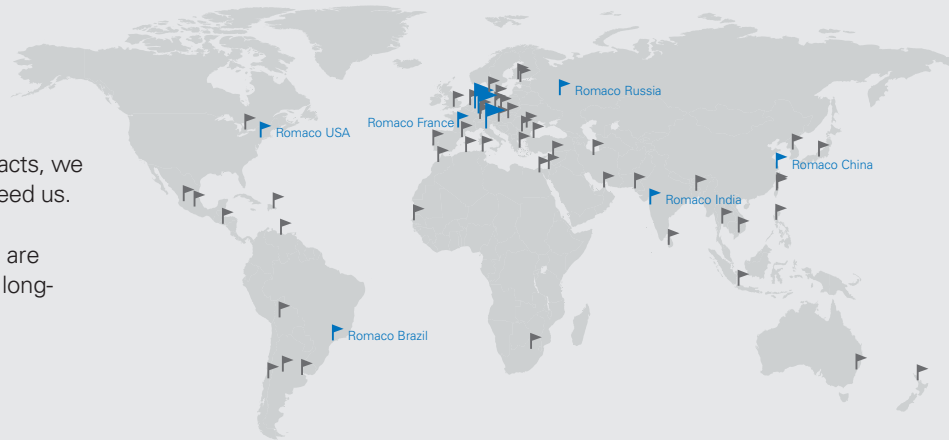 acts, we
eed us.
are
long-
Romaco Russia
Romaco France
Romaco USA
Romaco China
Romaco India
Romaco Brazil